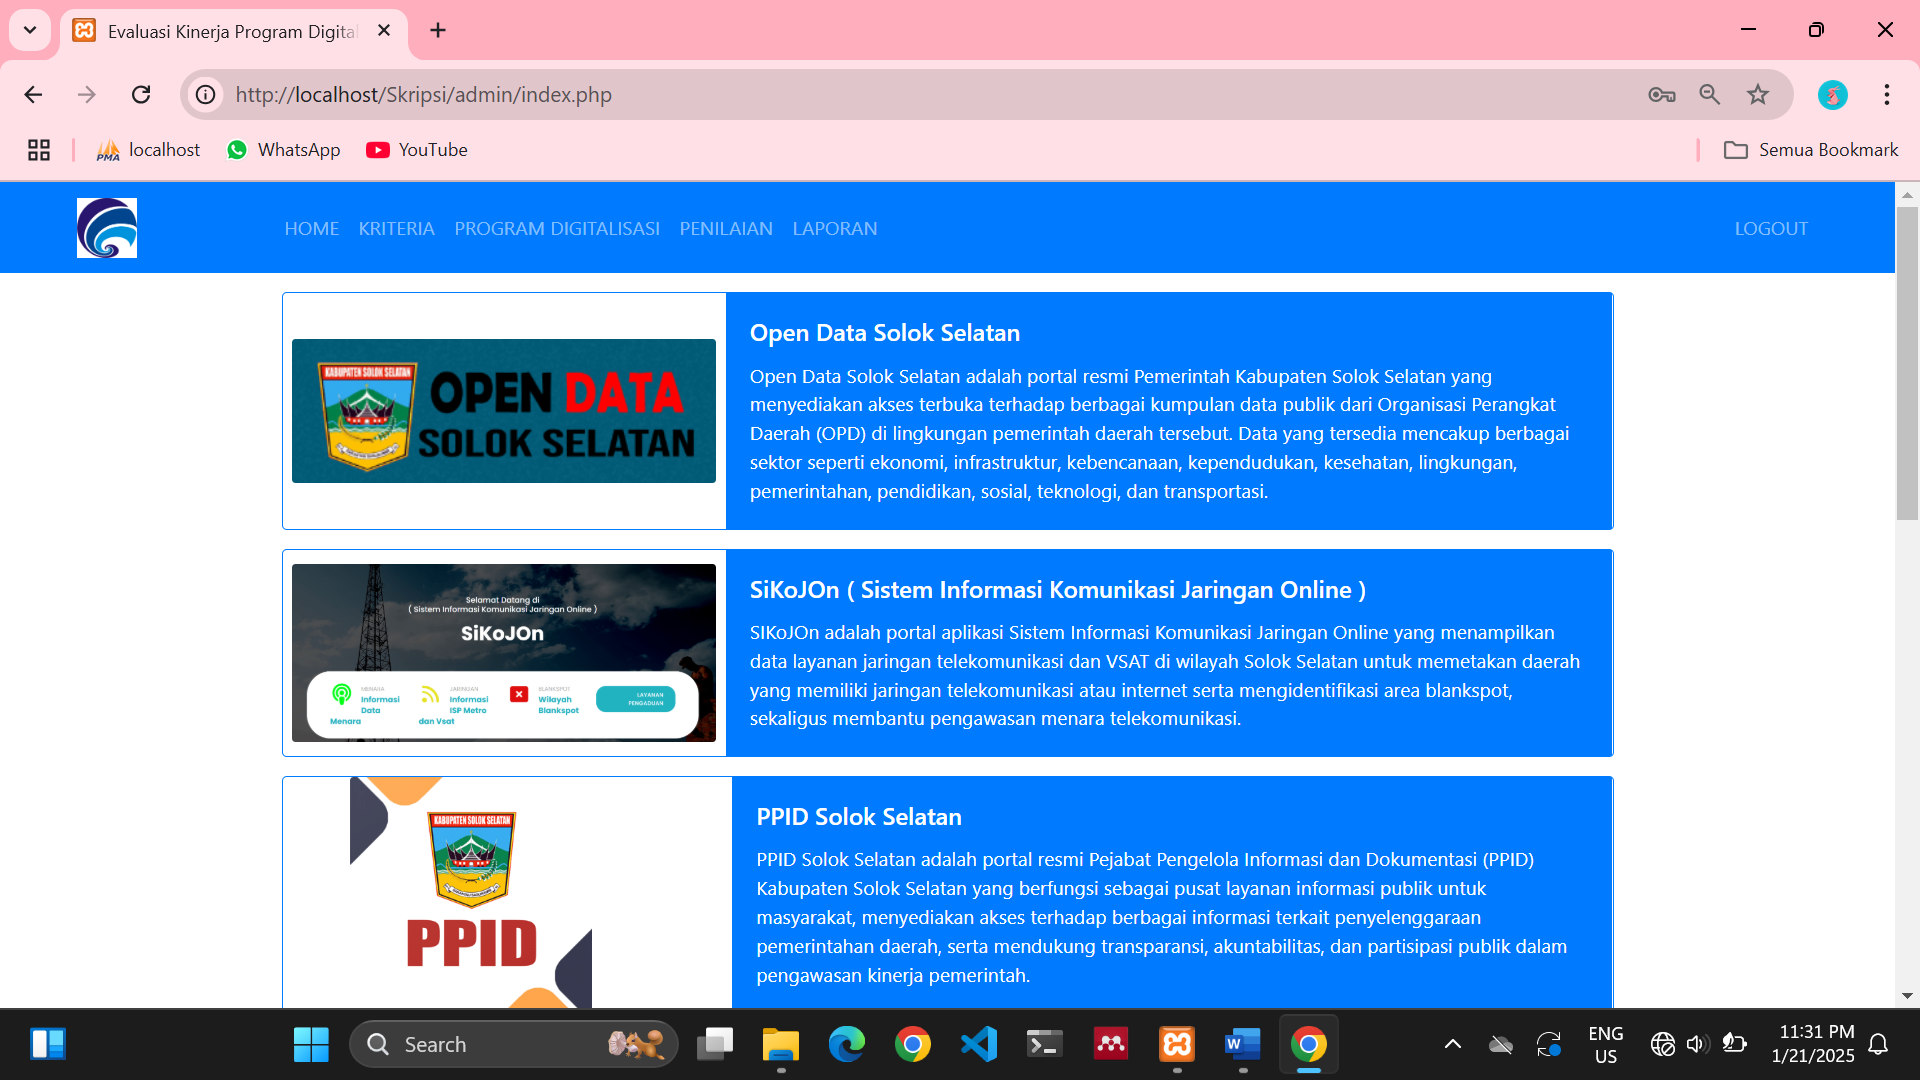 Evaluasi Kinerja Program Digita
http://localhost/Skripsi/admin/index.php
PMA localhost WhatsApp YouTube Semua Bookmark
HOME KRITERIA PROGRAM DIGITALISASI PENILAIAN LAPORAN LOGOUT
KABUPATEN SOLOK SELATAN
OPEN DATA
SOLOK SELATAN
Open Data Solok Selatan
Open Data Solok Selatan adalah portal resmi Pemerintah Kabupaten Solok Selatan yang
menyediakan akses terbuka terhadap berbagai kumpulan data publik dari Organisasi Perangkat
Daerah (OPD) di lingkungan pemerintah daerah tersebut. Data yang tersedia mencakup berbagai
sektor seperti ekonomi, infrastruktur, kebencanaan, kependudukan, kesehatan, lingkungan,
pemerintahan, pendidikan, sosial, teknologi, dan transportasi.
Selamat Datang di
( Sistem Informasi Komunikasi Jaringan Online )
SiKoJOn
MENARA
Informasi
Data
Menara
JARINGAN
Informasi
ISP Metro
dan Vsat
BLANKSPOT
Wilayah
Blankspot
LAYANAN
PENGADUAN
SiKoJOn ( Sistem Informasi Komunikasi Jaringan Online )
SIKoJOn adalah portal aplikasi Sistem Informasi Komunikasi Jaringan Online yang menampilkan
data layanan jaringan telekomunikasi dan VSAT di wilayah Solok Selatan untuk memetakan daerah
yang memiliki jaringan telekomunikasi atau internet serta mengidentifikasi area blankspot,
sekaligus membantu pengawasan menara telekomunikasi.
KABUPATEN SOLOK SELATAN
PPID
PPID Solok Selatan
PPID Solok Selatan adalah portal resmi Pejabat Pengelola Informasi dan Dokumentasi (PPID)
Kabupaten Solok Selatan yang berfungsi sebagai pusat layanan informasi publik untuk
masyarakat, menyediakan akses terhadap berbagai informasi terkait penyelenggaraan
pemerintahan daerah, serta mendukung transparansi, akuntabilitas, dan partisipasi publik dalam
pengawasan kinerja pemerintah.
Search
W
ENG
US
11:31 PM
1/21/2025